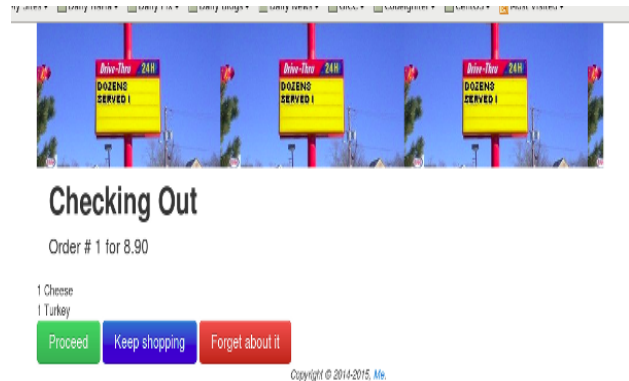 Drive-Thru 24H Drive-Thru 24H Drive-Thru 24H
DOZENS DOZENS DOZENS
SERVED ! SERVED ! SERVED !
Checking Out
Order # 1 for 8.90
1 Cheese
1 Turkey
Proceed Keep shopping Forget about it
Copyright © 2014-2015, Me.